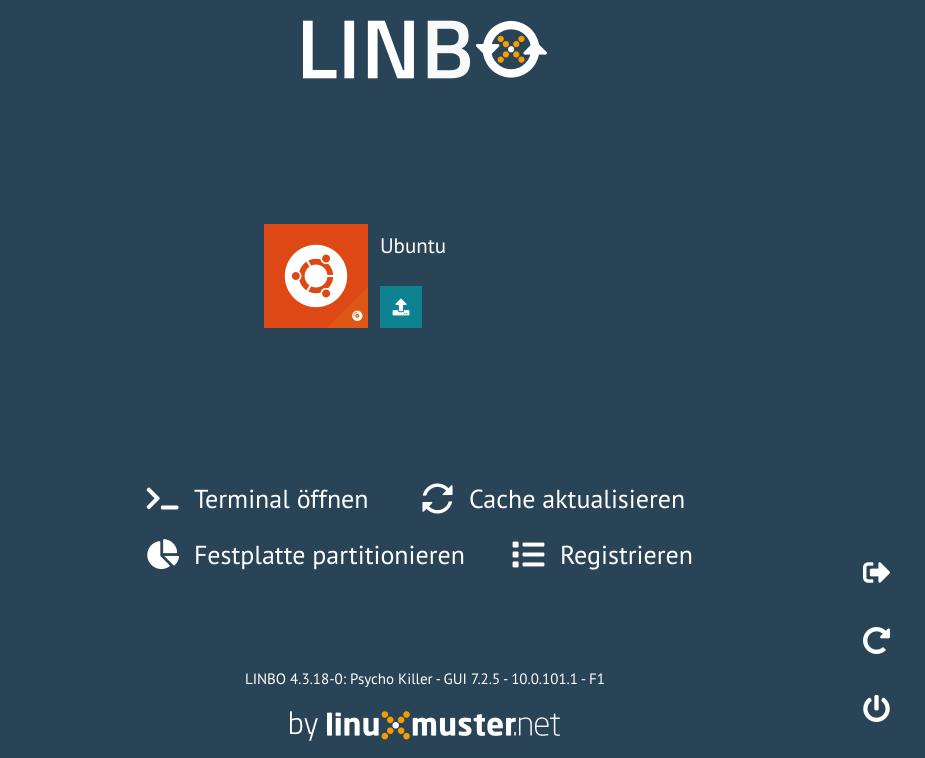 LINBO
Ubuntu
Terminal öffnen
Cache aktualisieren
Festplatte partitionieren
Registrieren
LINBO 4.3.18-0: Psycho Killer - GUI 7.2.5 - 10.0.101.1 - F1
by linuxmuster.net